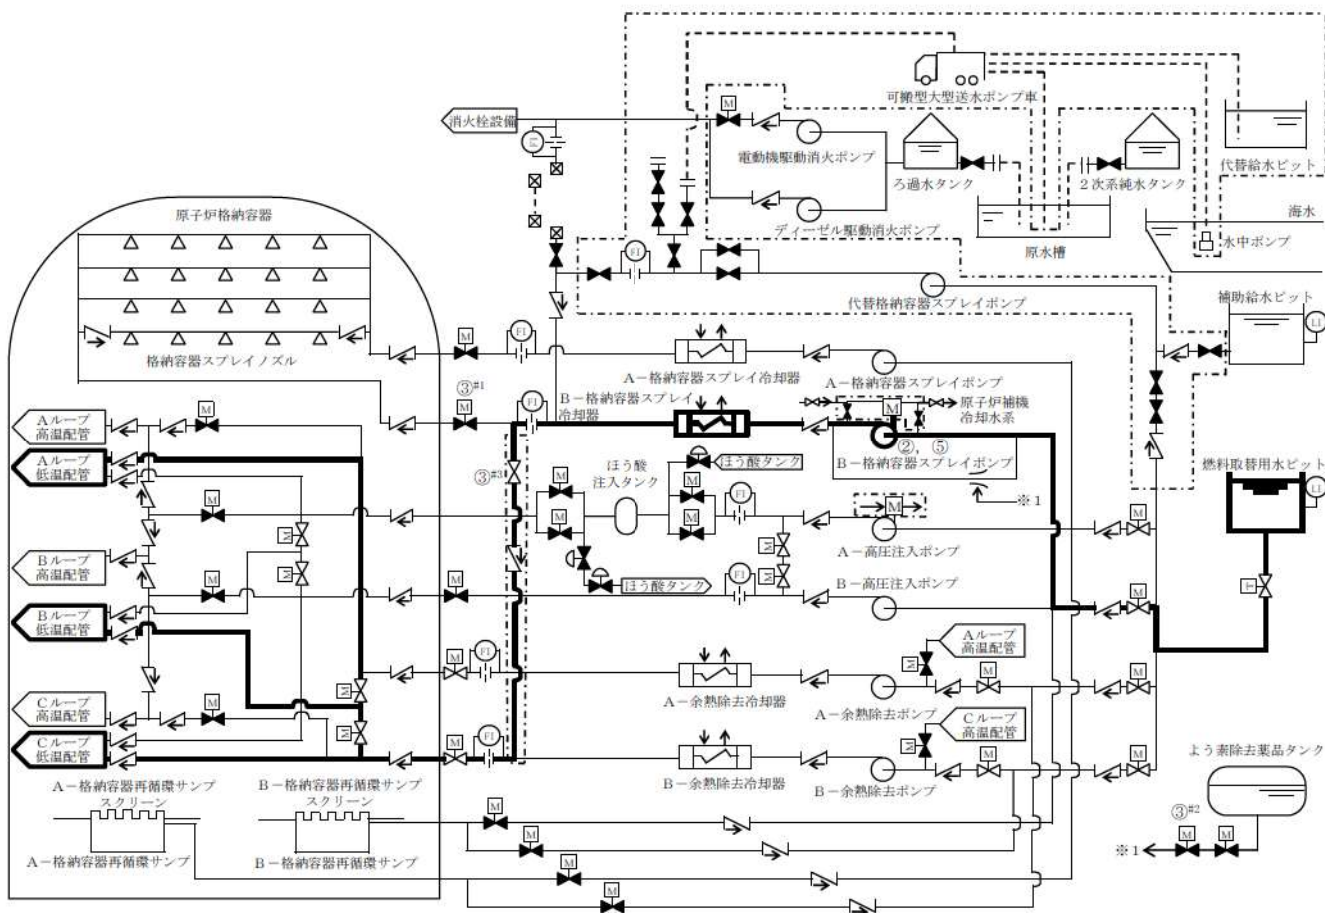 可搬型大型送水ポンプ車
消火栓設備
M
FI
電動機駆動消火ポンプ
ろ過水タンク
2次系純水タンク
代替給水ピット
海水
ディーゼル駆動消火ポンプ
原水槽
水中ポンプ
原子炉格納容器
FI
代替格納容器スプレイポンプ
補助給水ピット
LI
格納容器スプレイノズル
M
FI
A-格納容器スプレイ冷却器
A-格納容器スプレイポンプ
③#1
M
FI
B-格納容器スプレイ
冷却器
M
原子炉補機
冷却水系
②, ⑤
B-格納容器スプレイポンプ
※1
Aループ
高温配管
M
Aループ
低温配管
③#3
ほう酸
注入タンク
ほう酸タンク
燃料取替用水ピット
LI
M
M
M
M
M
FI
M
A-高圧注入ポンプ
M
M
Bループ
高温配管
M
M
M
M
ほう酸タンク
FI
B-高圧注入ポンプ
M
T
Bループ
低温配管
Aループ
高温配管
M
FI
M
M
M
M
A-余熱除去冷却器
A-余熱除去ポンプ
Cループ
高温配管
M
M
Cループ
高温配管
Cループ
低温配管
M
FI
M
M
M
B-余熱除去冷却器
B-余熱除去ポンプ
よう素除去薬品タンク
A-格納容器再循環サンプ
スクリーン
B-格納容器再循環サンプ
スクリーン
M
③#2
M
M
※1
A-格納容器再循環サンプ
B-格納容器再循環サンプ
M
M
M